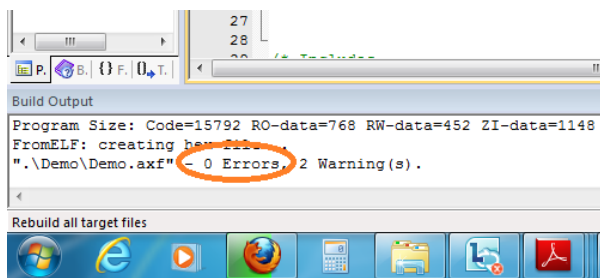 27
28
P. B. {} F. 0 T.
Build Output
Program Size: Code=15792 RO-data=768 RW-data=452 ZI-data=1148
FromELF: creating hex file...
".\Demo\Demo.axf" - 0 Errors, 2 Warning(s).
Rebuild all target files